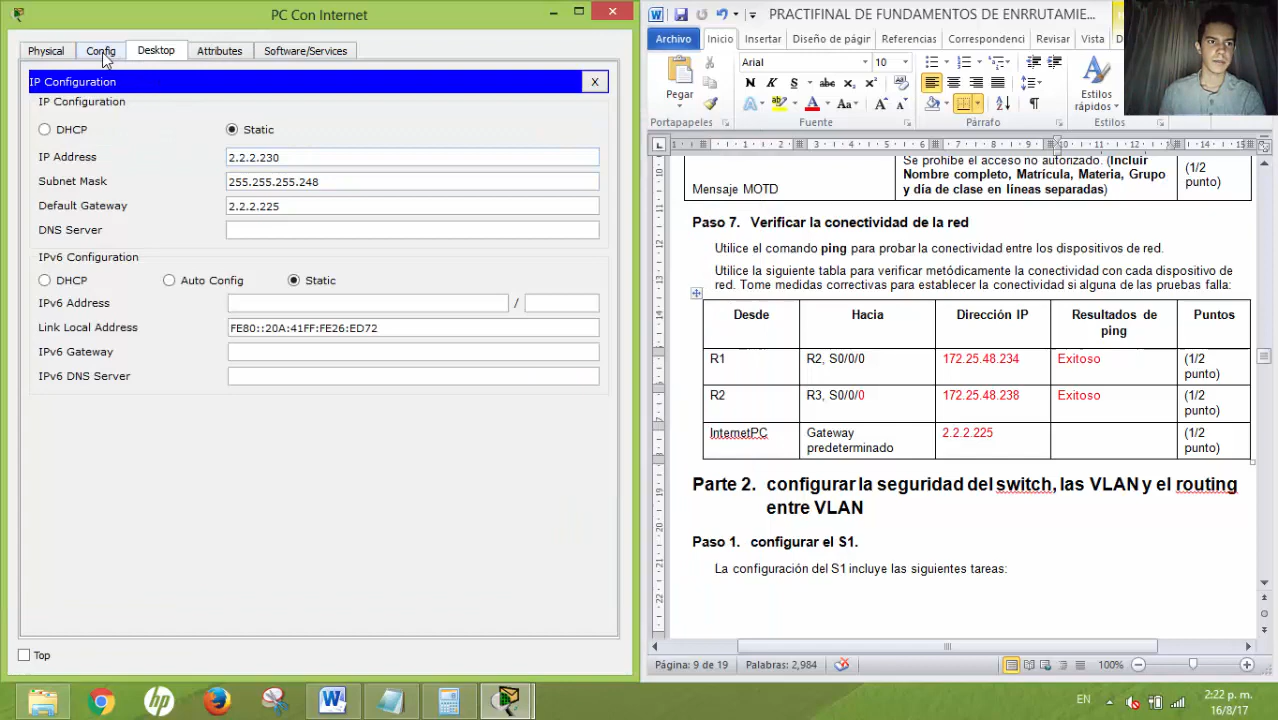 PC Con Internet
Physical Config Desktop Attributes Software/Services
IP Configuration X
IP Configuration
DHCP Static
IP Address 2.2.2.230
Subnet Mask 255.255.255.248
Default Gateway 2.2.2.225
DNS Server
IPv6 Configuration
DHCP Auto Config Static
IPv6 Address /
Link Local Address FE80::20A:41FF:FE26:ED72
IPv6 Gateway
IPv6 DNS Server
Top
PRACTIFINAL DE FUNDAMENTOS DE ENRRUTAMIE...
Archivo Inicio Insertar Diseño de págir Referencias Correspondenci Revisar Vista
Arial 10
N K S abc x₂ x²
Pegar
Estilos
rápidos
Portapapeles Fuente Párrafo Estilos
Se prohíbe el acceso no autorizado. (Incluir
Nombre completo, Matrícula, Materia, Grupo
y día de clase en líneas separadas)
Mensaje MOTD
(1/2
punto)
Paso 7. Verificar la conectividad de la red
Utilice el comando ping para probar la conectividad entre los dispositivos de red.
Utilice la siguiente tabla para verificar metódicamente la conectividad con cada dispositivo de
red. Tome medidas correctivas para establecer la conectividad si alguna de las pruebas falla:
Desde Hacia Dirección IP Resultados de Puntos
ping
R1 R2, S0/0/0 172.25.48.234 Exitoso (1/2
punto)
R2 R3, S0/0/0 172.25.48.238 Exitoso (1/2
punto)
InternetPC Gateway 2.2.2.225 (1/2
predeterminado punto)
Parte 2. configurar la seguridad del switch, las VLAN y el routing
entre VLAN
Paso 1. configurar el S1.
La configuración del S1 incluye las siguientes tareas:
Página: 9 de 19 Palabras: 2,984 100%
EN 2:22 p. m.
16/8/17